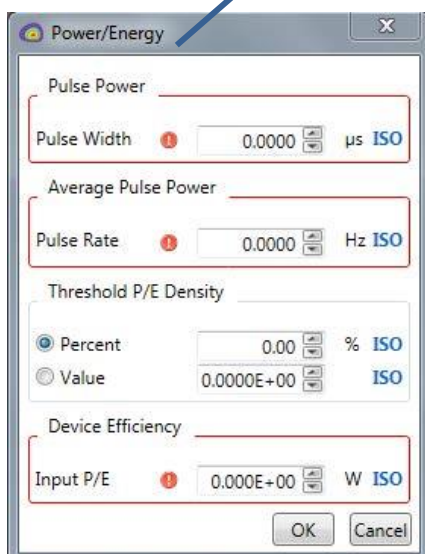 Power/Energy
Pulse Power
Pulse Width 0.0000 µs ISO
Average Pulse Power
Pulse Rate 0.0000 Hz ISO
Threshold P/E Density
Percent 0.00 % ISO
Value 0.0000E+00 ISO
Device Efficiency
Input P/E 0.000E+00 W ISO
OK Cancel